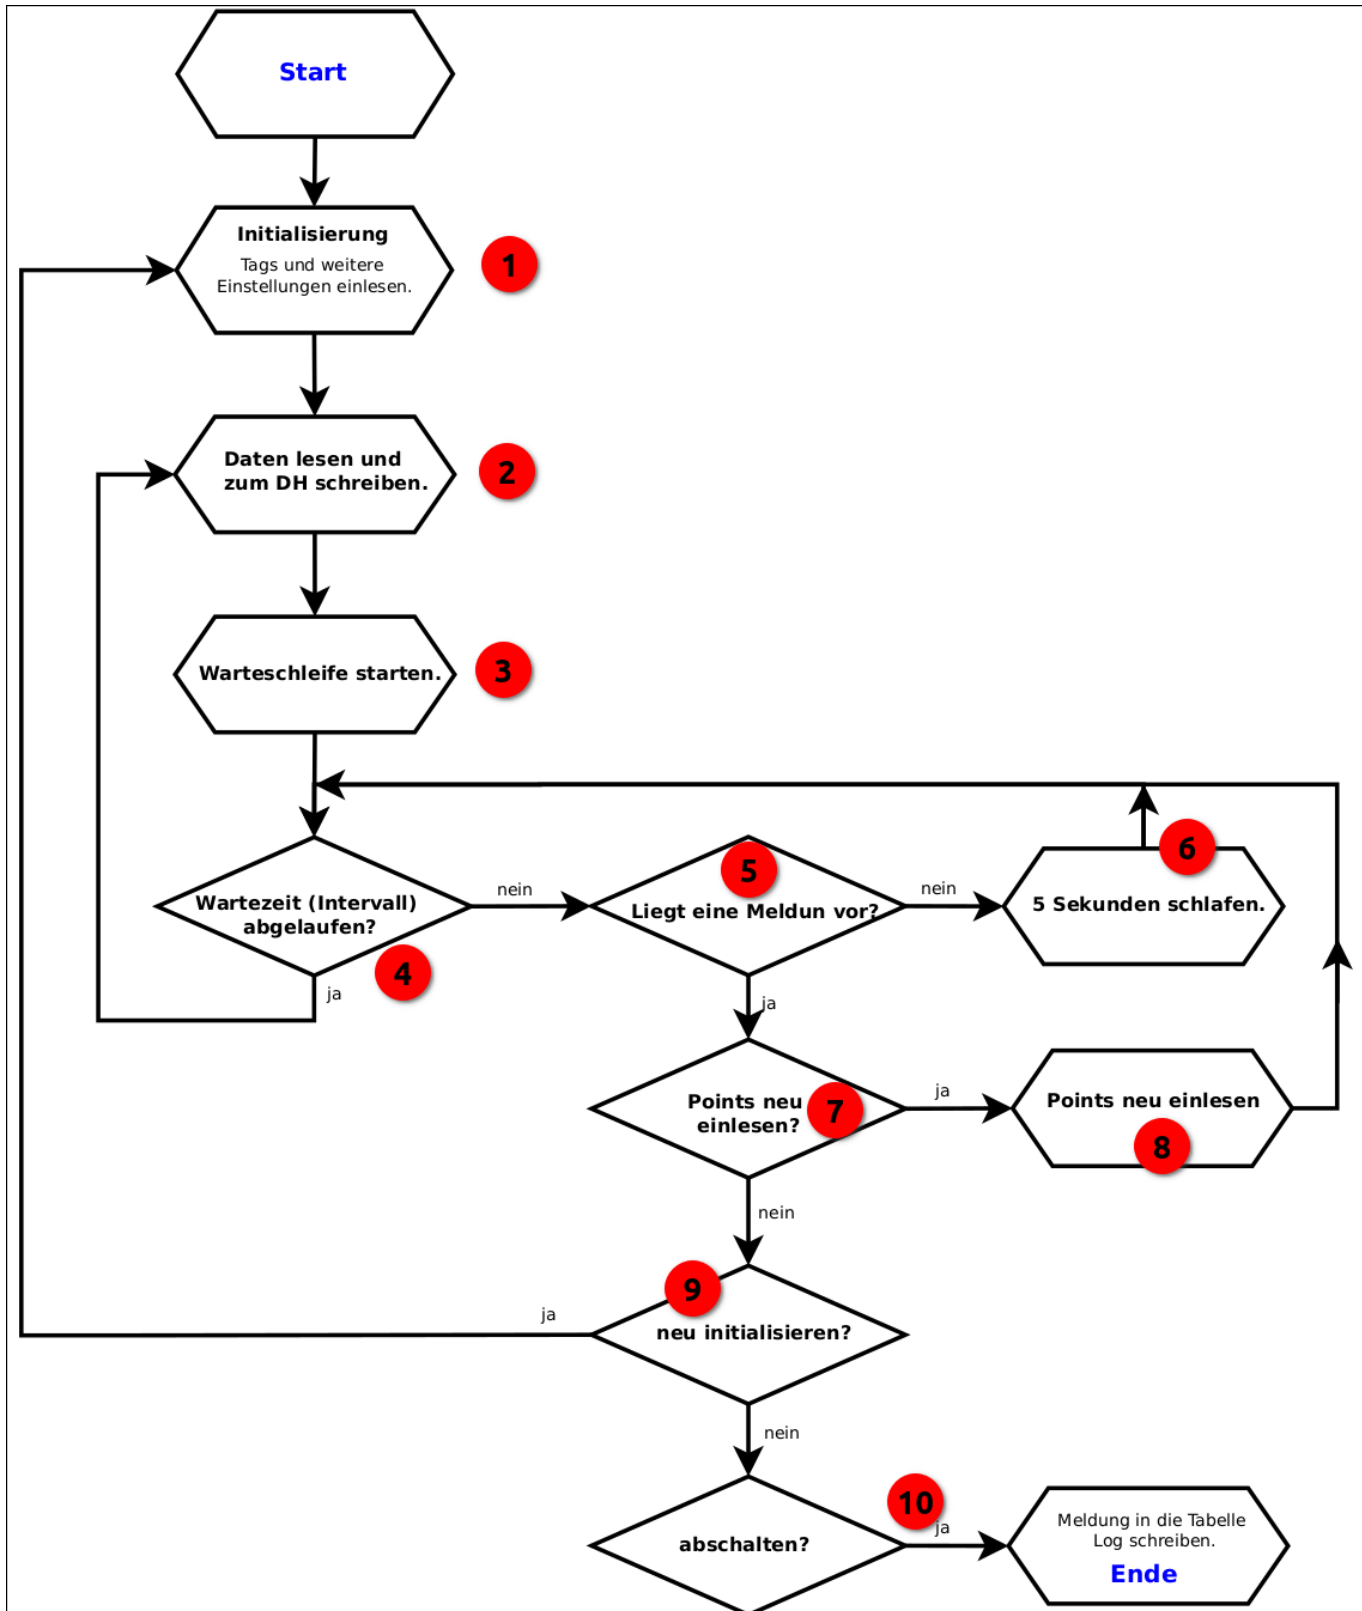 Start
Initialisierung
Tags und weitere
Einstellungen einlesen.
1
Daten lesen und
zum DH schreiben.
2
Warteschleife starten.
3
Wartezeit (Intervall)
abgelaufen?
4
nein
ja
5
Liegt eine Meldun vor?
nein
6
5 Sekunden schlafen.
ja
Points neu
einlesen?
7
ja
Points neu einlesen
8
nein
9
neu initialisieren?
ja
nein
abschalten?
10
ja
Meldung in die Tabelle
Log schreiben.
Ende